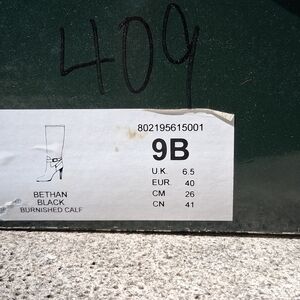 409
802195615001
9B
U.K. 6.5
EUR. 40
CM 26
CN 41
BETHAN
BLACK
BURNISHED CALF